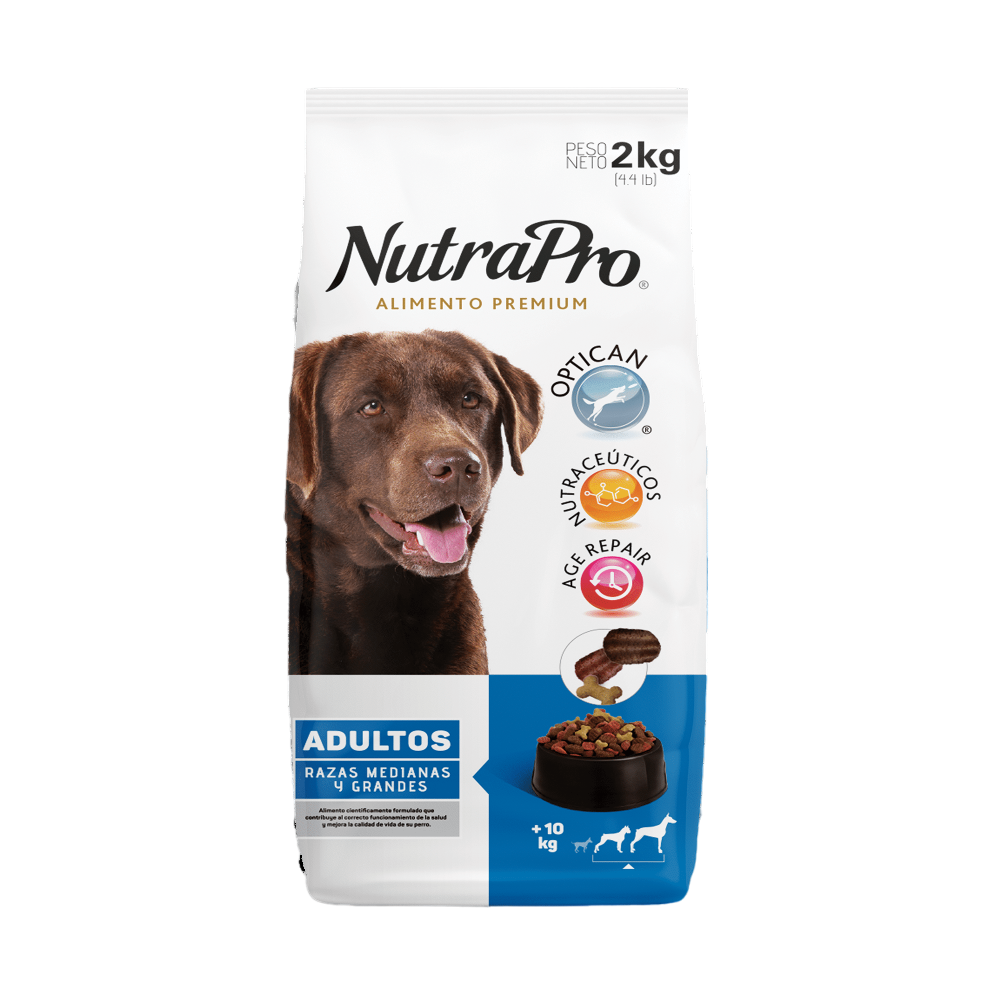 PESO NETO 2kg
(4.4 lb)
NutraPro®
ALIMENTO PREMIUM
OPTICAN
®
NUTRACEÚTICOS
AGE REPAIR
ADULTOS
RAZAS MEDIANAS
Y GRANDES
Alimento científicamente formulado que
contribuye al correcto funcionamiento de la salud
y mejora la calidad de vida de su perro.
+10
kg